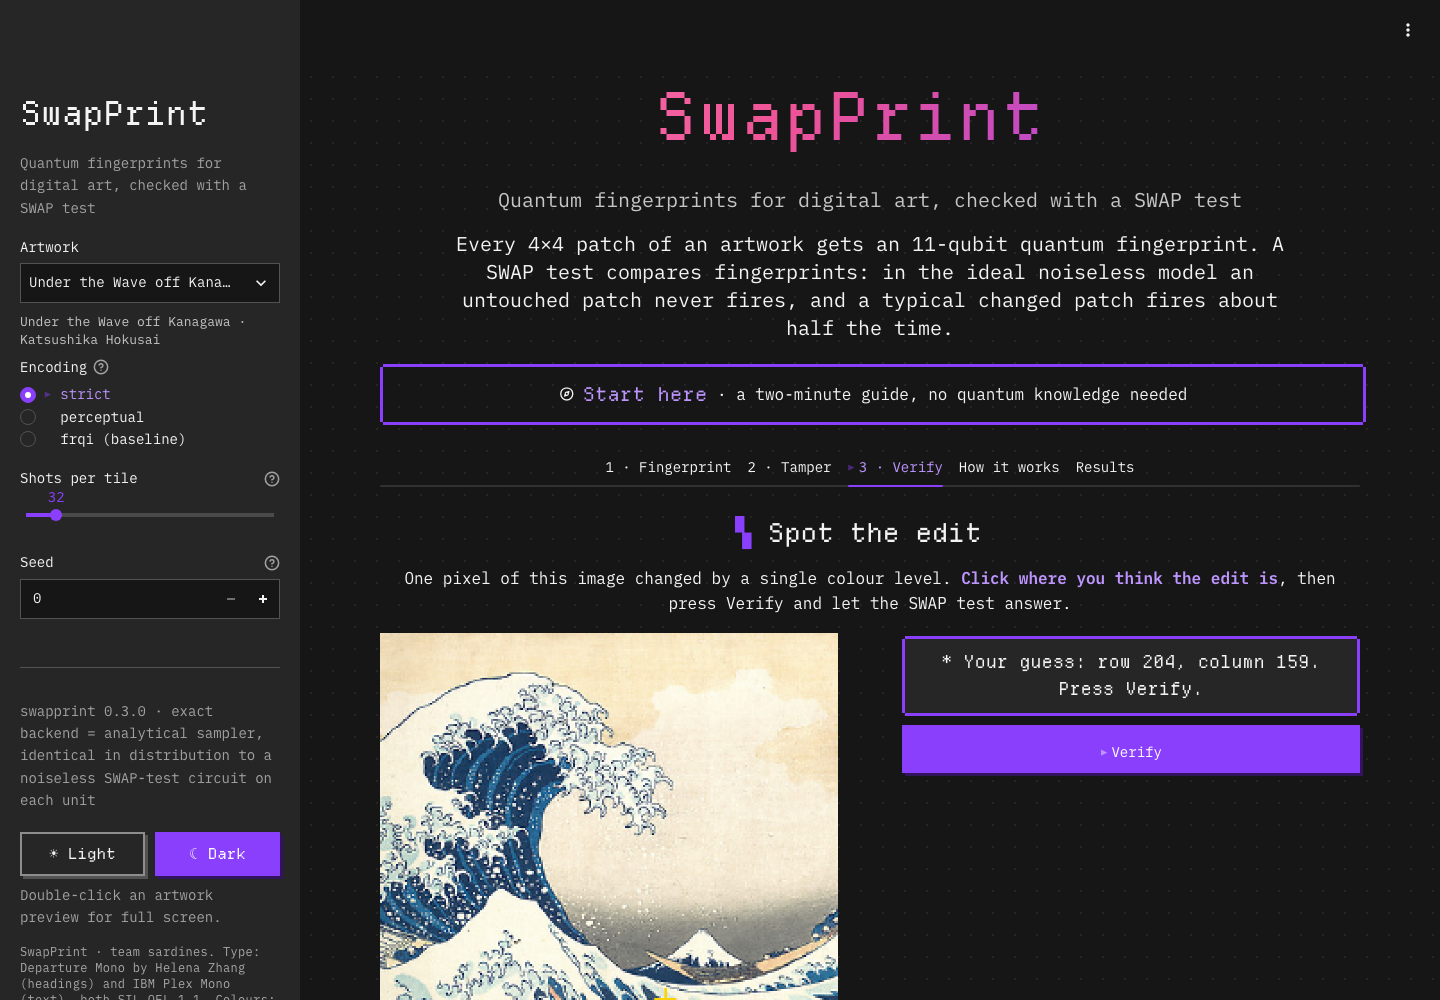 SwapPrint
Quantum fingerprints for
digital art, checked with a
SWAP test
Artwork
Under the Wave off Kana…
Under the Wave off Kanagawa ·
Katsushika Hokusai
Encoding
strict
perceptual
frqi (baseline)
Shots per tile
32
Seed
0
swapprint 0.3.0 · exact
backend = analytical sampler,
identical in distribution to a
noiseless SWAP-test circuit on
each unit
☀ Light
☾ Dark
Double-click an artwork
preview for full screen.
SwapPrint · team sardines. Type:
Departure Mono by Helena Zhang
(headings) and IBM Plex Mono
(text), both SIL OFL 1.1. Colours:
SwapPrint
Quantum fingerprints for digital art, checked with a SWAP test
Every 4×4 patch of an artwork gets an 11-qubit quantum fingerprint. A
SWAP test compares fingerprints: in the ideal noiseless model an
untouched patch never fires, and a typical changed patch fires about
half the time.
Start here · a two-minute guide, no quantum knowledge needed
1 · Fingerprint 2 · Tamper ▸ 3 · Verify How it works Results
Spot the edit
One pixel of this image changed by a single colour level. Click where you think the edit is, then
press Verify and let the SWAP test answer.
* Your guess: row 204, column 159.
Press Verify.
▸ Verify